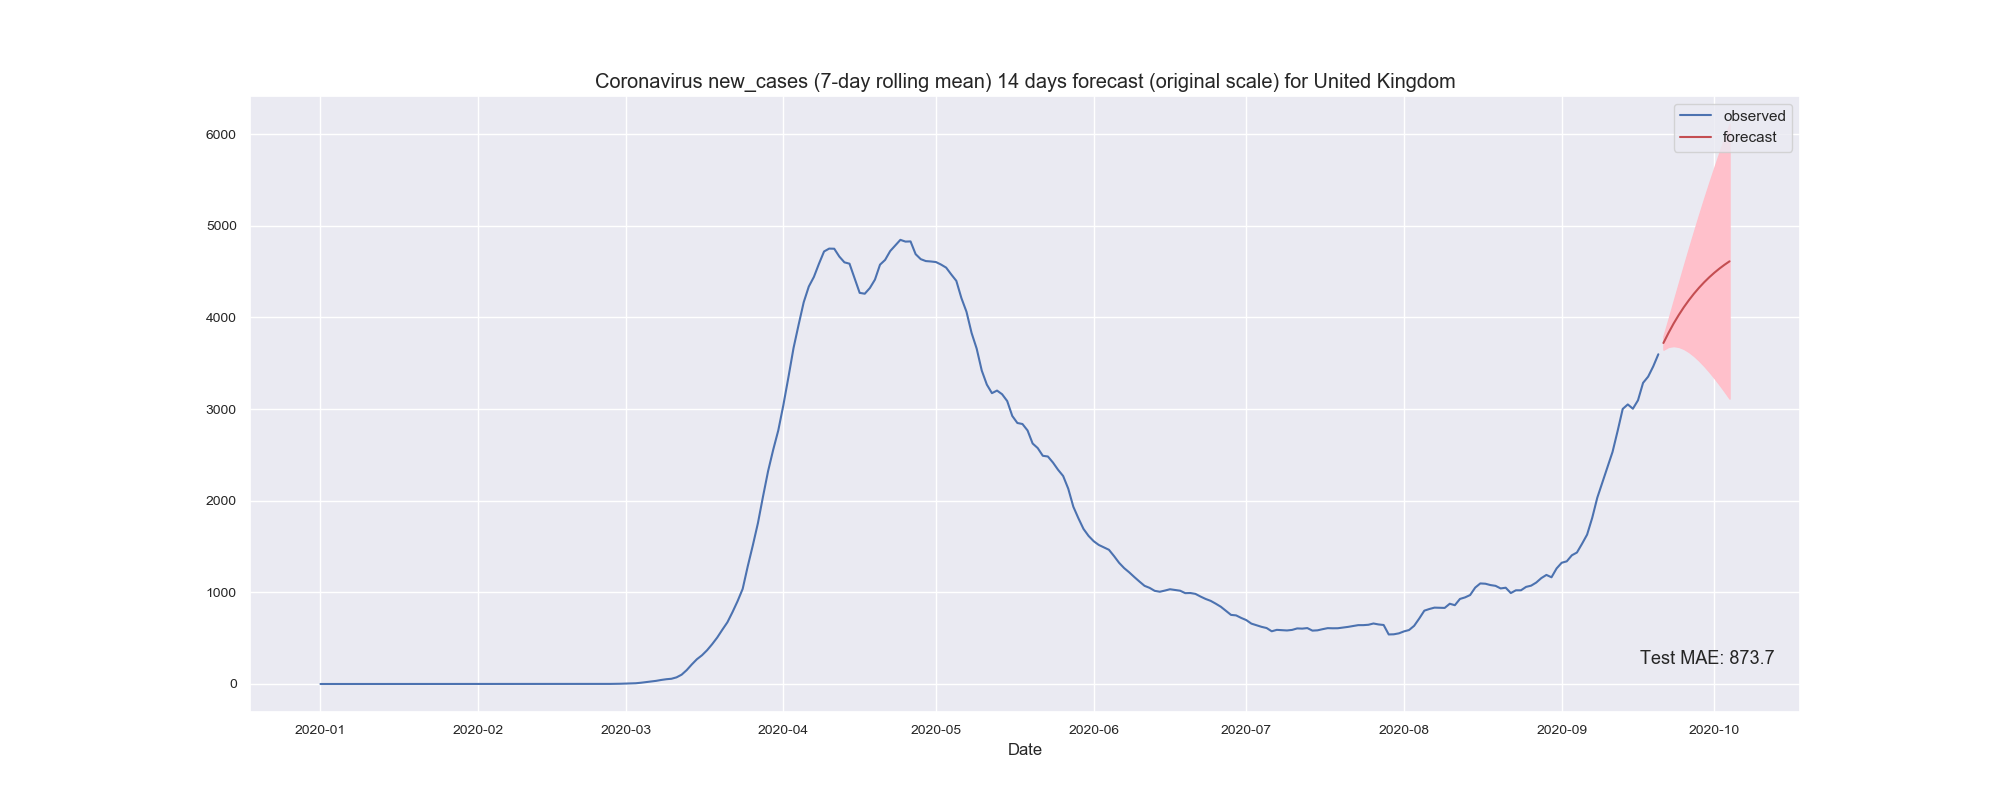 Coronavirus new_cases (7-day rolling mean) 14 days forecast (original scale) for United Kingdom
observed
forecast
6000
5000
4000
3000
2000
1000
0
Test MAE: 873.7
2020-01 2020-02 2020-03 2020-04 2020-05 2020-06 2020-07 2020-08 2020-09 2020-10
Date